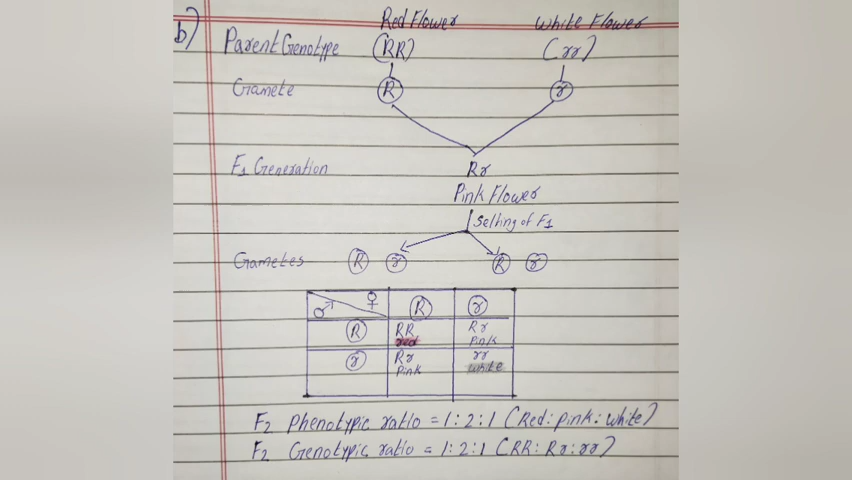 b)
Red Flower White Flower
Parent Genotype (RR) (rr)
Gamete R r
F1 Generation Rr
Pink Flower
Selfing of F1
Gametes R r R r
♂ ♀ R r
R RR Rr
red pink
r Rr rr
pink white
F2 Phenotypic ratio = 1:2:1 (Red: pink: white)
F2 Genotypic ratio = 1:2:1 (RR: Rr: rr)